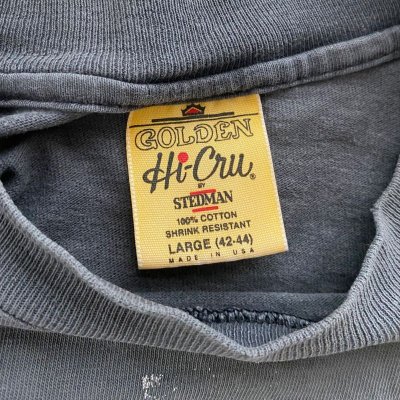 GOLDEN
Hi-Cru®
BY
STEDMAN
100% COTTON
SHRINK RESISTANT
LARGE (42-44)
MADE IN USA